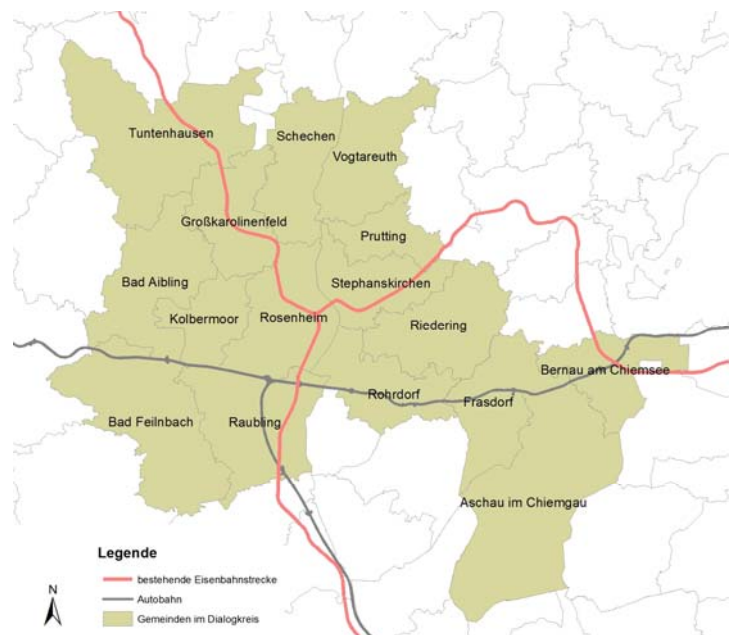 Tuntenhausen
Schechen
Vogtareuth
Großkarolinenfeld
Prutting
Bad Aibling
Stephanskirchen
Kolbermoor
Rosenheim
Riedering
Bernau am Chiemsee
Rohrdorf
Frasdorf
Bad Feilnbach
Raubling
Aschau im Chiemgau
Legende
bestehende Eisenbahnstrecke
Autobahn
Gemeinden im Dialogkreis
N